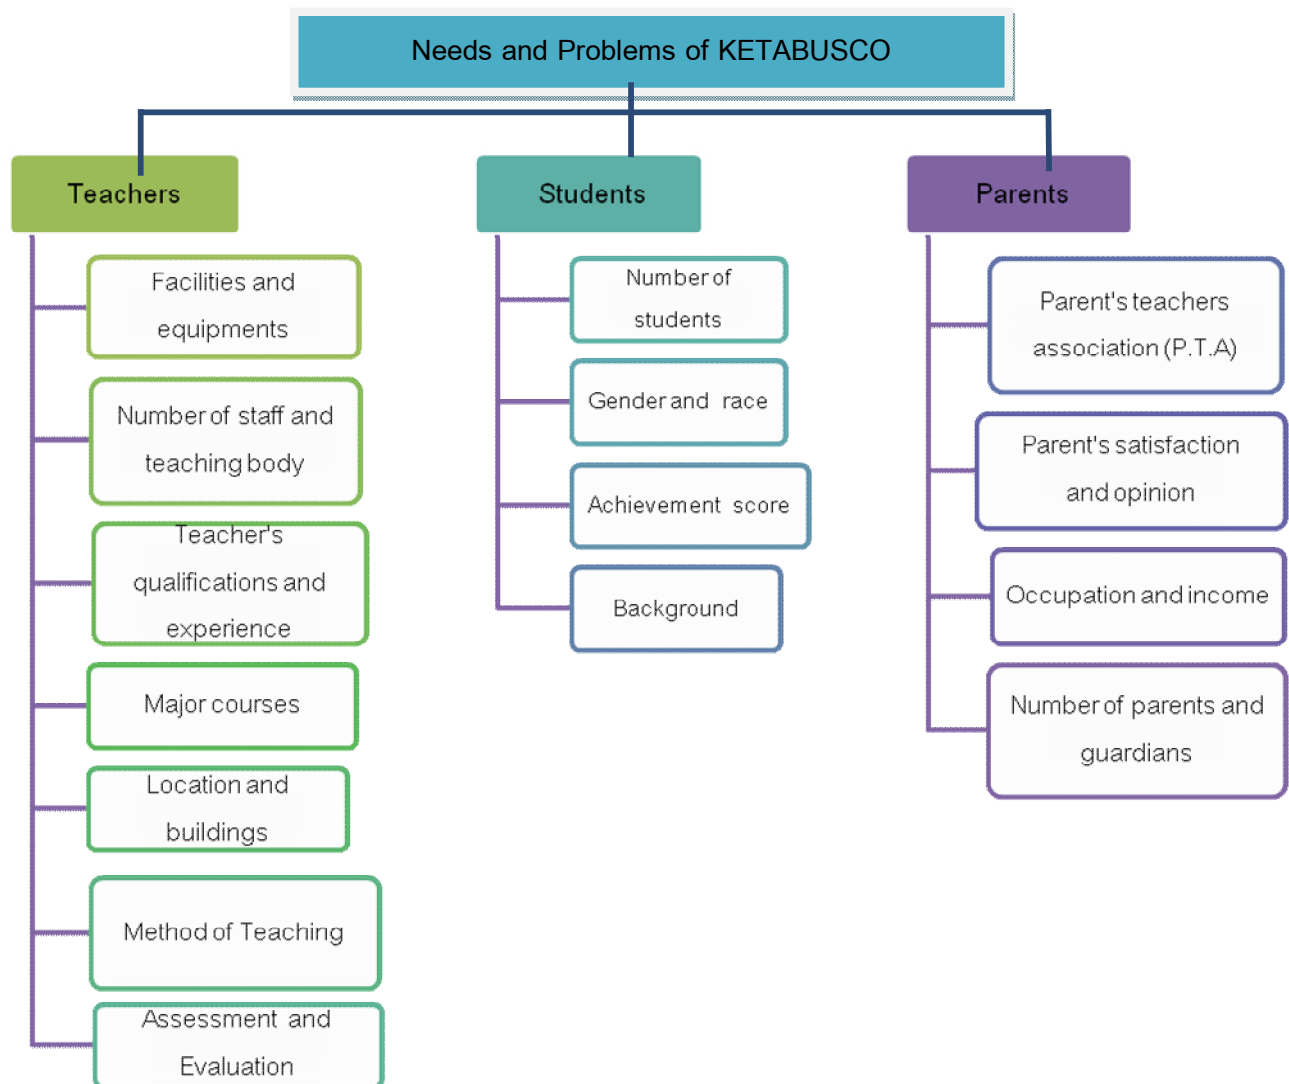 Needs and Problems of KETABUSCO
Teachers
Facilities and
equipments
Number of staff and
teaching body
Teacher's
qualifications and
experience
Major courses
Location and
buildings
Method of Teaching
Assessment and
Evaluation
Students
Number of
students
Gender and race
Achievement score
Background
Parents
Parent's teachers
association (P.T.A)
Parent's satisfaction
and opinion
Occupation and income
Number of parents and
guardians